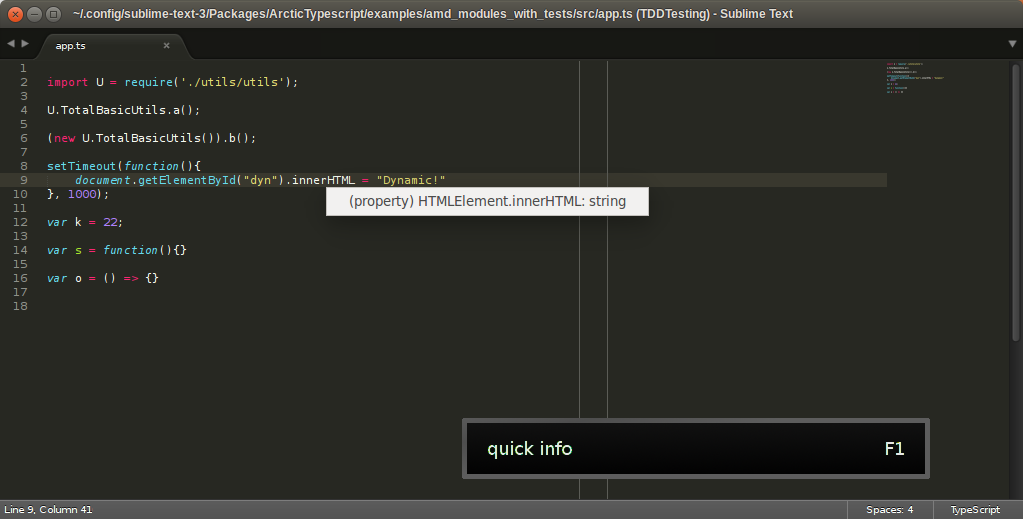 ~/.config/sublime-text-3/Packages/ArcticTypescript/examples/amd_modules_with_tests/src/app.ts (TDDTesting) - Sublime Text
app.ts ×
1
2 import U = require('./utils/utils');
3
4 U.TotalBasicUtils.a();
5
6 (new U.TotalBasicUtils()).b();
7
8 setTimeout(function(){
9 document.getElementById("dyn").innerHTML = "Dynamic!"
10 }, 1000);
(property) HTMLElement.innerHTML: string
11
12 var k = 22;
13
14 var s = function(){}
15
16 var o = () => {}
17
18
quick info F1
Line 9, Column 41 Spaces: 4 TypeScript